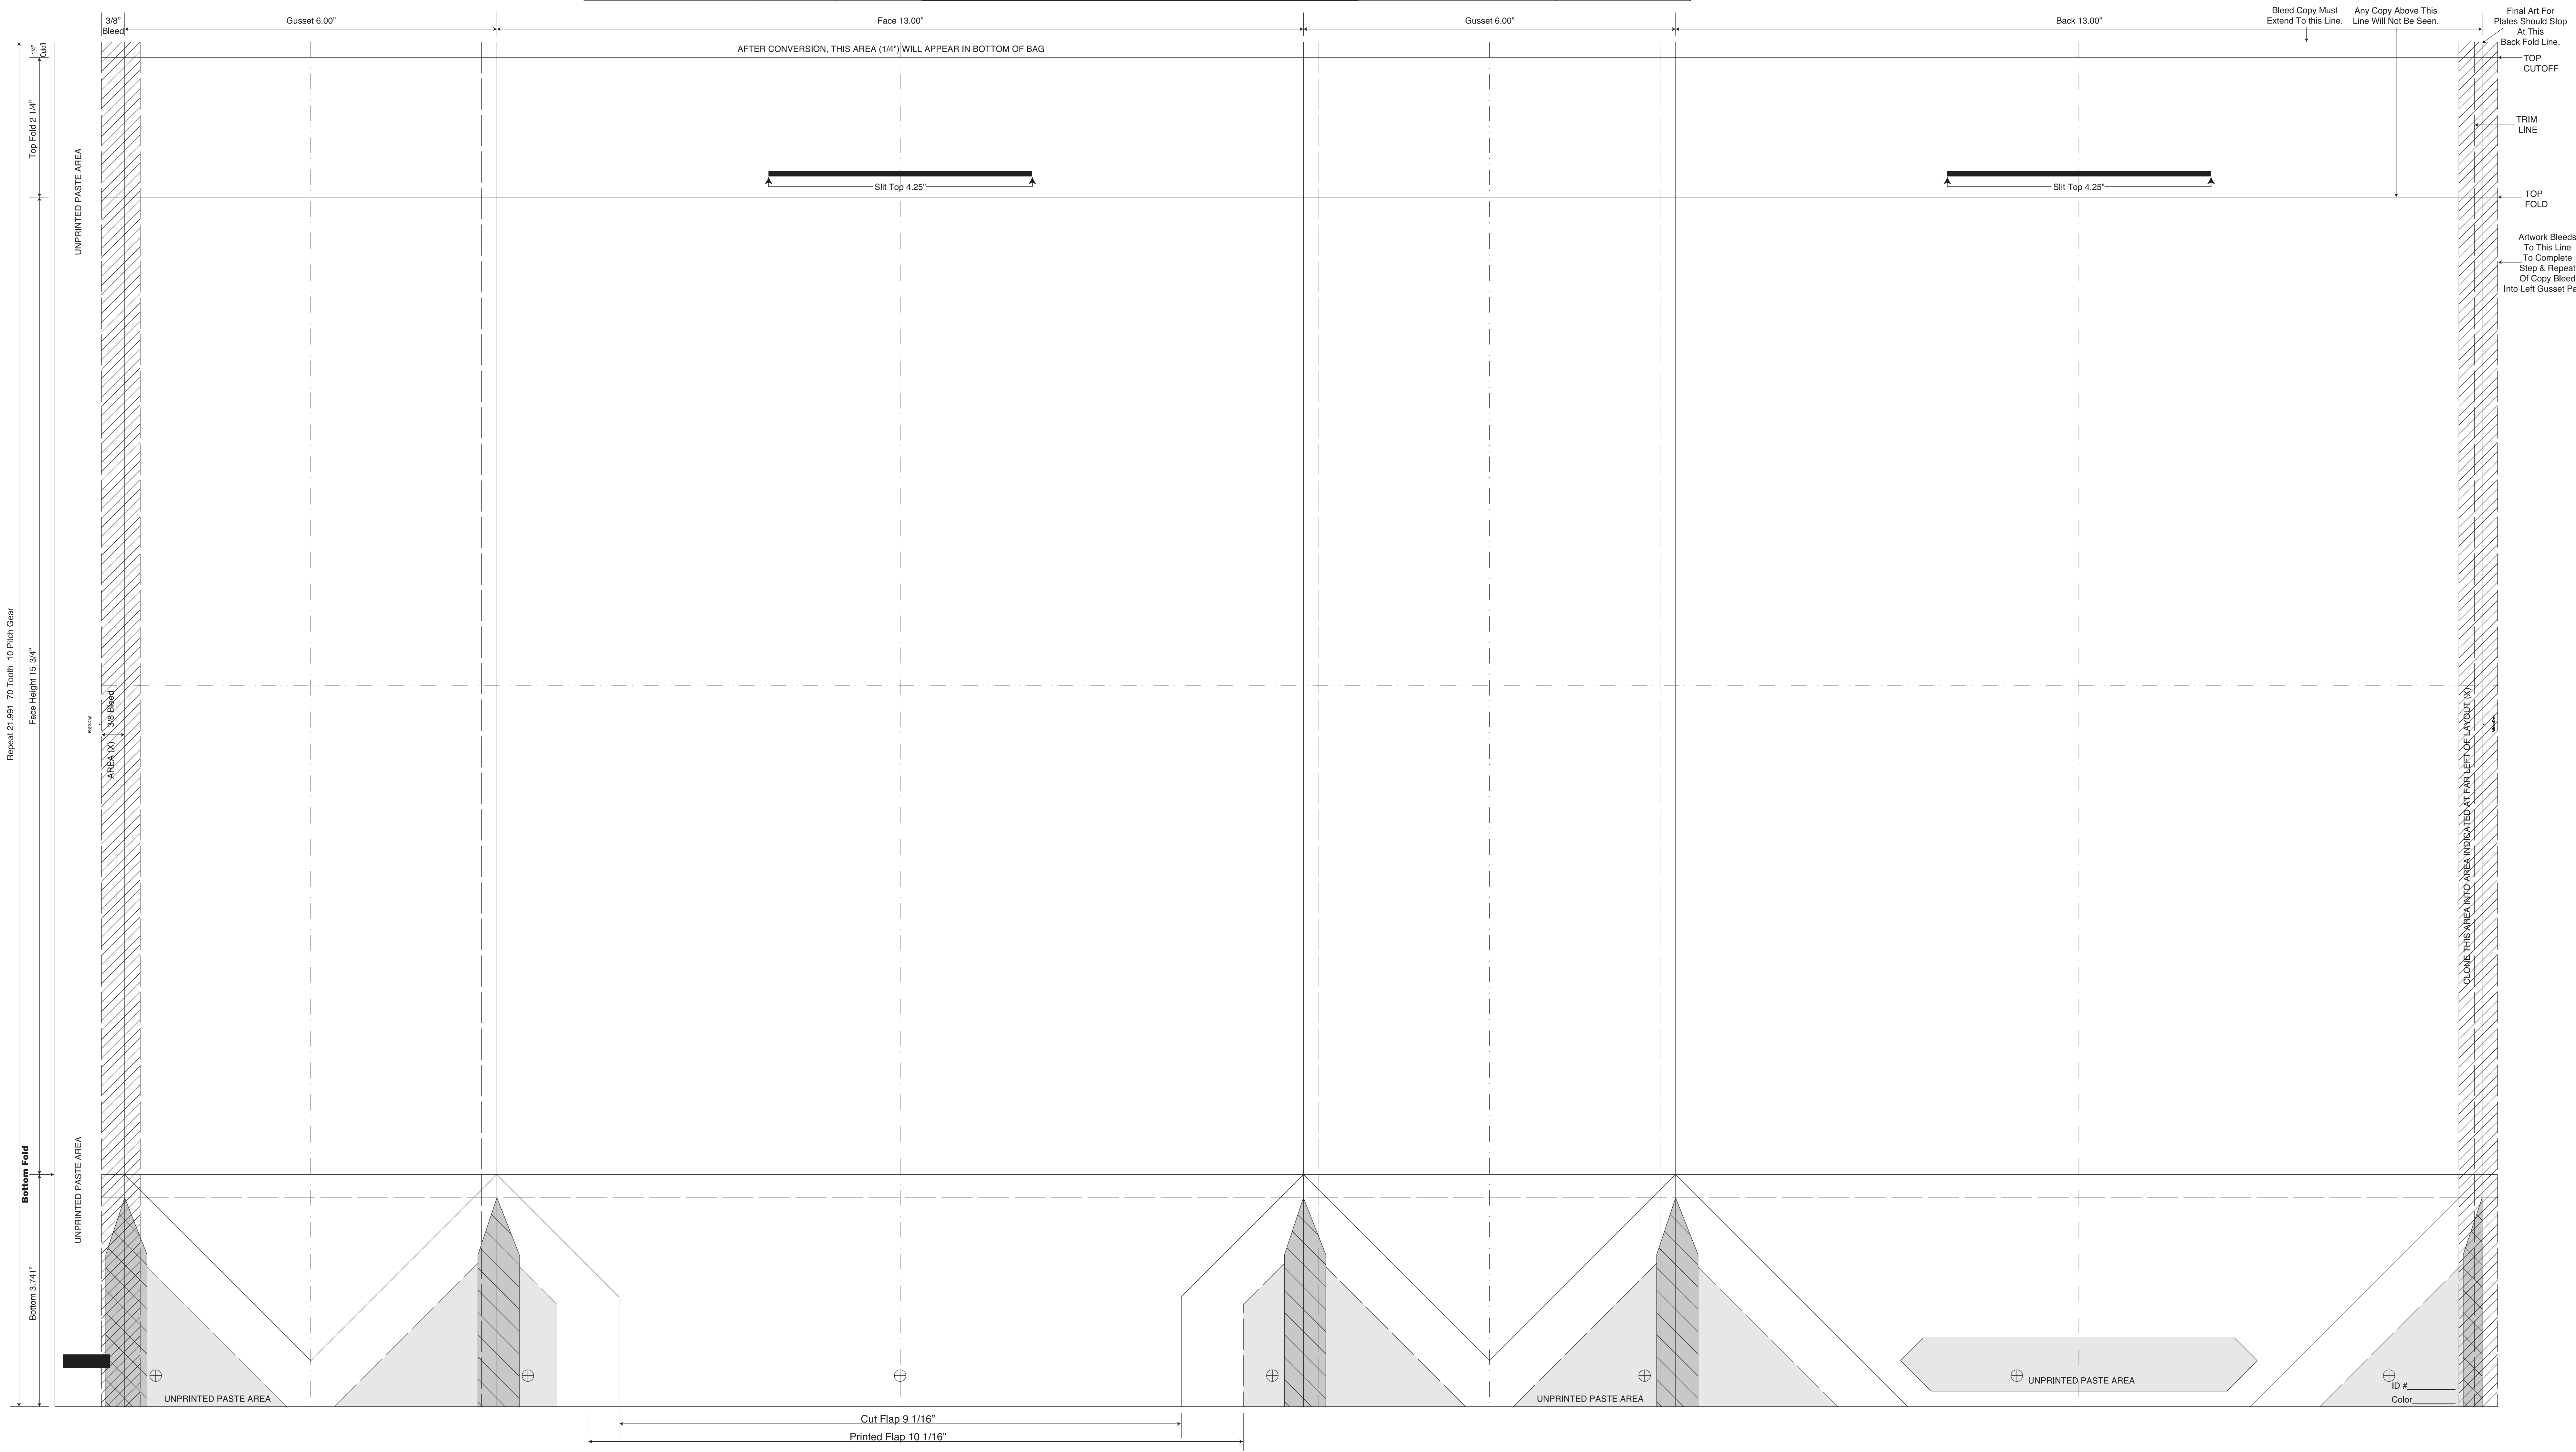 3/8"
Bleed
Gusset 6.00"
Face 13.00"
Gusset 6.00"
Back 13.00"
Bleed Copy Must
Extend To this Line.
Any Copy Above This
Line Will Not Be Seen.
Final Art For
Plates Should Stop
At This
Back Fold Line.
1/4"
Cutoff
AFTER CONVERSION, THIS AREA (1/4") WILL APPEAR IN BOTTOM OF BAG
TOP
CUTOFF
Top Fold 2 1/4"
UNPRINTED PASTE AREA
TRIM
LINE
Slit Top 4.25"
Slit Top 4.25"
TOP
FOLD
Artwork Bleeds
To This Line
To Complete
Step & Repeat
Of Copy Bleed
Into Left Gusset Pa
Repeat 21.991 70 Tooth 10 Pitch Gear
Face Height 15 3/4"
AREA (X) 3/8 Bleed
CLONE THIS AREA INTO AREA INDICATED AT FAR LEFT OF LAYOUT (X)
Bottom Fold
UNPRINTED PASTE AREA
Bottom 3.741"
UNPRINTED PASTE AREA
UNPRINTED PASTE AREA
UNPRINTED PASTE AREA
ID #
Color
Cut Flap 9 1/16"
Printed Flap 10 1/16"